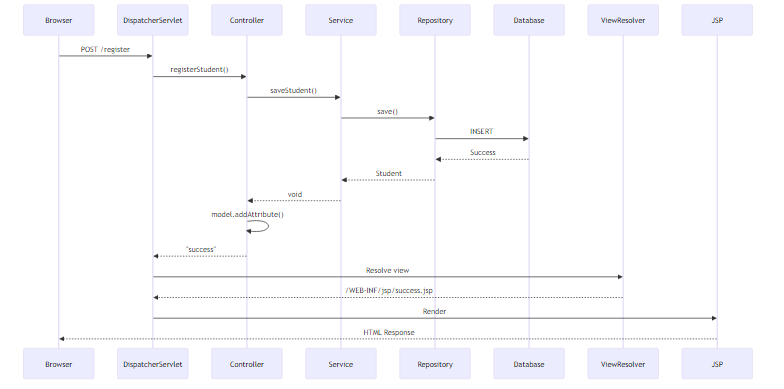 Browser DispatcherServlet Controller Service Repository Database ViewResolver JSP
POST /register
registerStudent()
saveStudent()
save()
INSERT
Success
Student
void
model.addAttribute()
"success"
Resolve view
/WEB-INF/jsp/success.jsp
Render
HTML Response
Browser DispatcherServlet Controller Service Repository Database ViewResolver JSP